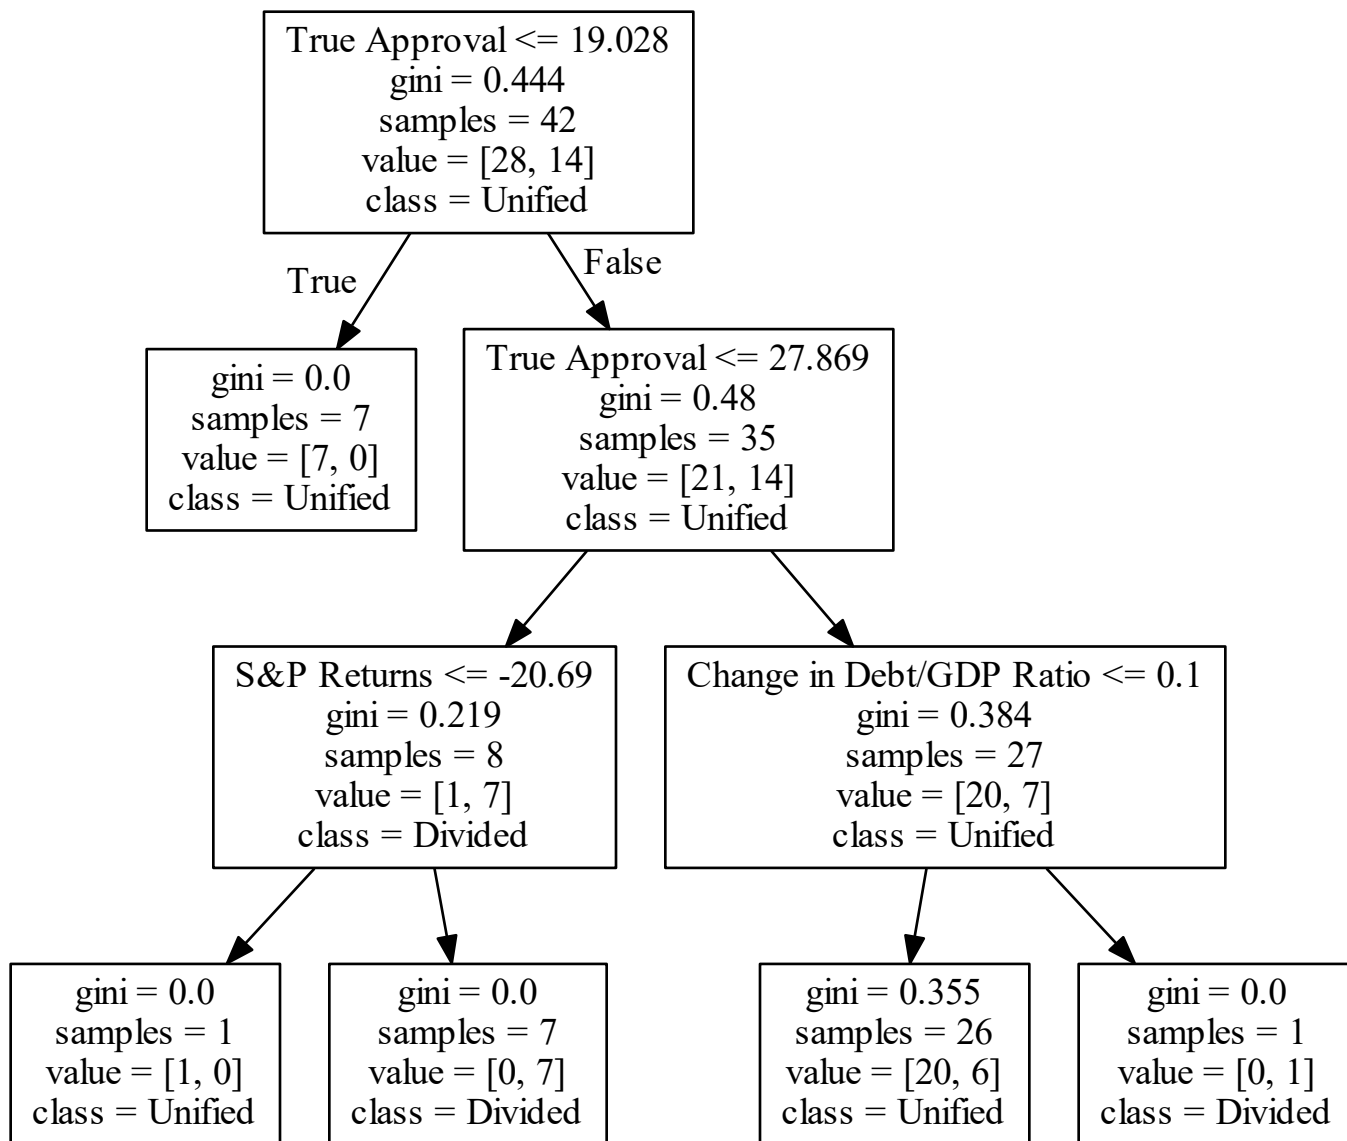 True Approval <= 19.028
gini = 0.444
samples = 42
value = [28, 14]
class = Unified
True
False
gini = 0.0
samples = 7
value = [7, 0]
class = Unified
True Approval <= 27.869
gini = 0.48
samples = 35
value = [21, 14]
class = Unified
S&P Returns <= -20.69
gini = 0.219
samples = 8
value = [1, 7]
class = Divided
Change in Debt/GDP Ratio <= 0.1
gini = 0.384
samples = 27
value = [20, 7]
class = Unified
gini = 0.0
samples = 1
value = [1, 0]
class = Unified
gini = 0.0
samples = 7
value = [0, 7]
class = Divided
gini = 0.355
samples = 26
value = [20, 6]
class = Unified
gini = 0.0
samples = 1
value = [0, 1]
class = Divided